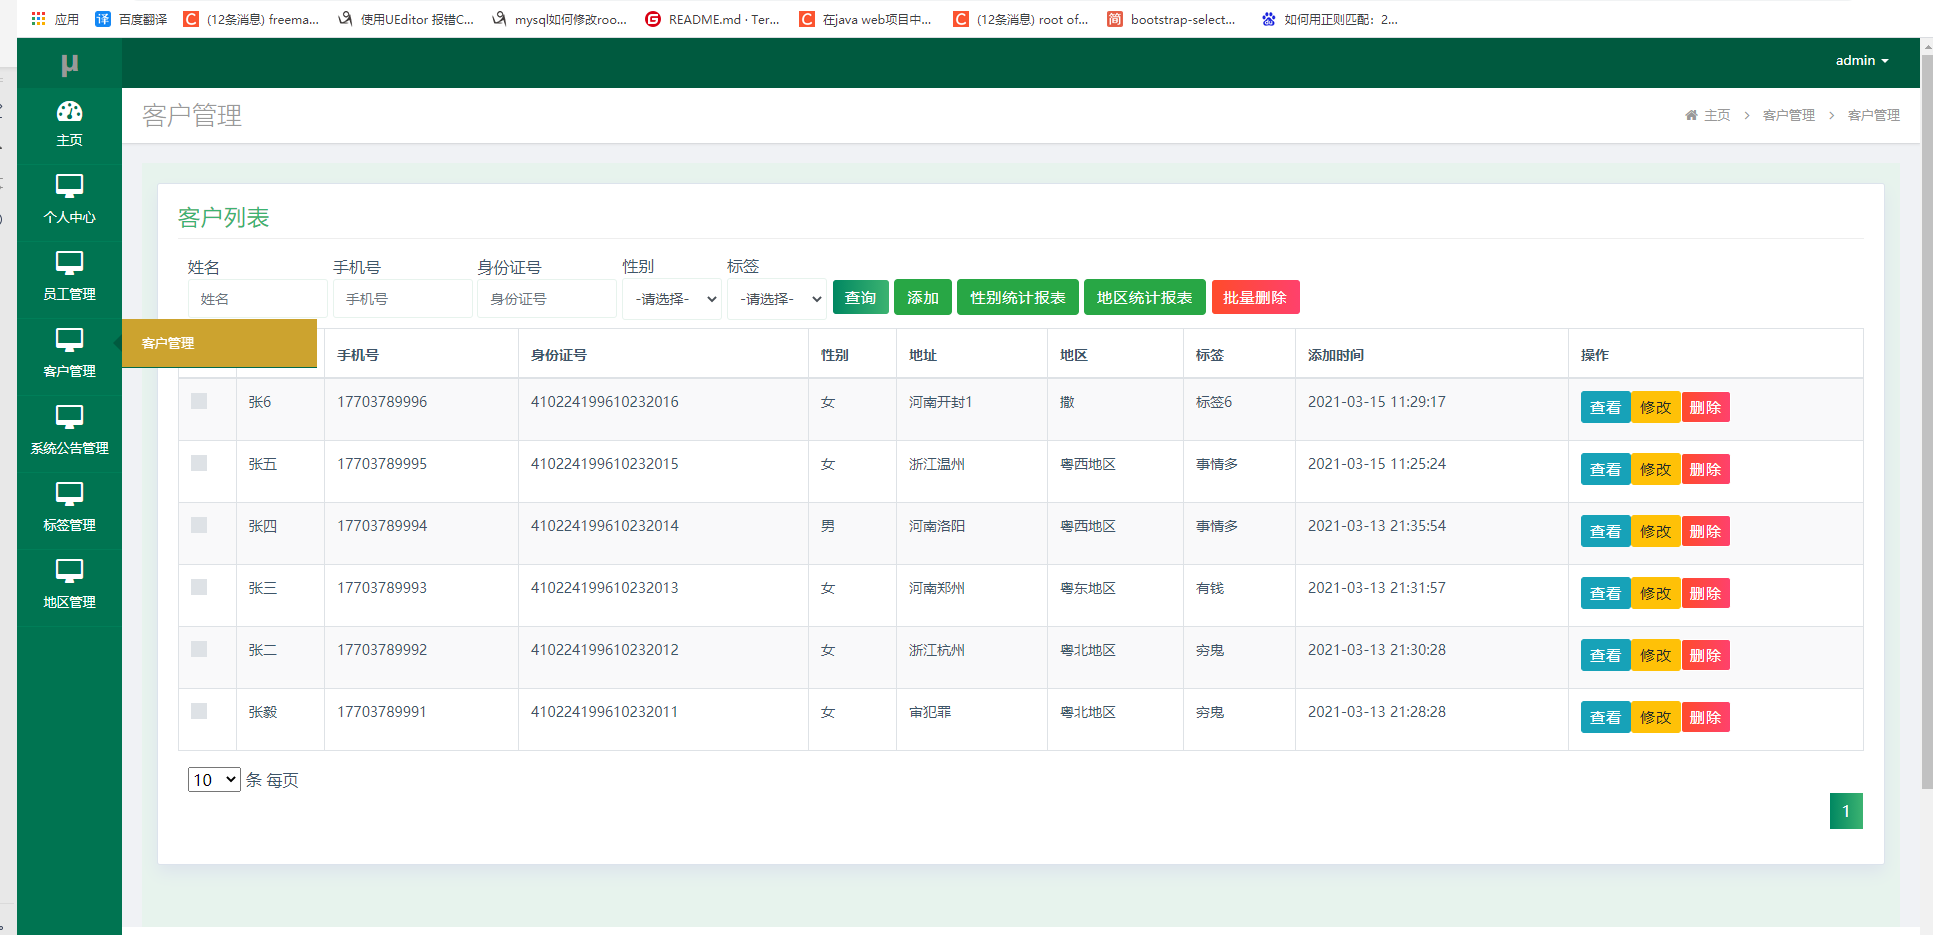 应用 百度翻译 (12条消息) freema... 使用UEditor 报错C... mysql如何修改roo... README.md · Ter... 在java web项目中... (12条消息) root of... bootstrap-select... 如何用正则匹配：2...
μ admin
主页
个人中心
员工管理
客户管理
系统公告管理
标签管理
地区管理
客户管理 主页 客户管理 客户管理
客户列表
姓名 手机号 身份证号 性别 标签
姓名 手机号 身份证号 -请选择- -请选择- 查询 添加 性别统计报表 地区统计报表 批量删除
客户管理
手机号 身份证号 性别 地址 地区 标签 添加时间 操作
张6 17703789996 410224199610232016 女 河南开封1 撒 标签6 2021-03-15 11:29:17 查看 修改 删除
张五 17703789995 410224199610232015 女 浙江温州 粤西地区 事情多 2021-03-15 11:25:24 查看 修改 删除
张四 17703789994 410224199610232014 男 河南洛阳 粤西地区 事情多 2021-03-13 21:35:54 查看 修改 删除
张三 17703789993 410224199610232013 女 河南郑州 粤东地区 有钱 2021-03-13 21:31:57 查看 修改 删除
张二 17703789992 410224199610232012 女 浙江杭州 粤北地区 穷鬼 2021-03-13 21:30:28 查看 修改 删除
张毅 17703789991 410224199610232011 女 审犯罪 粤北地区 穷鬼 2021-03-13 21:28:28 查看 修改 删除
10 条 每页
1